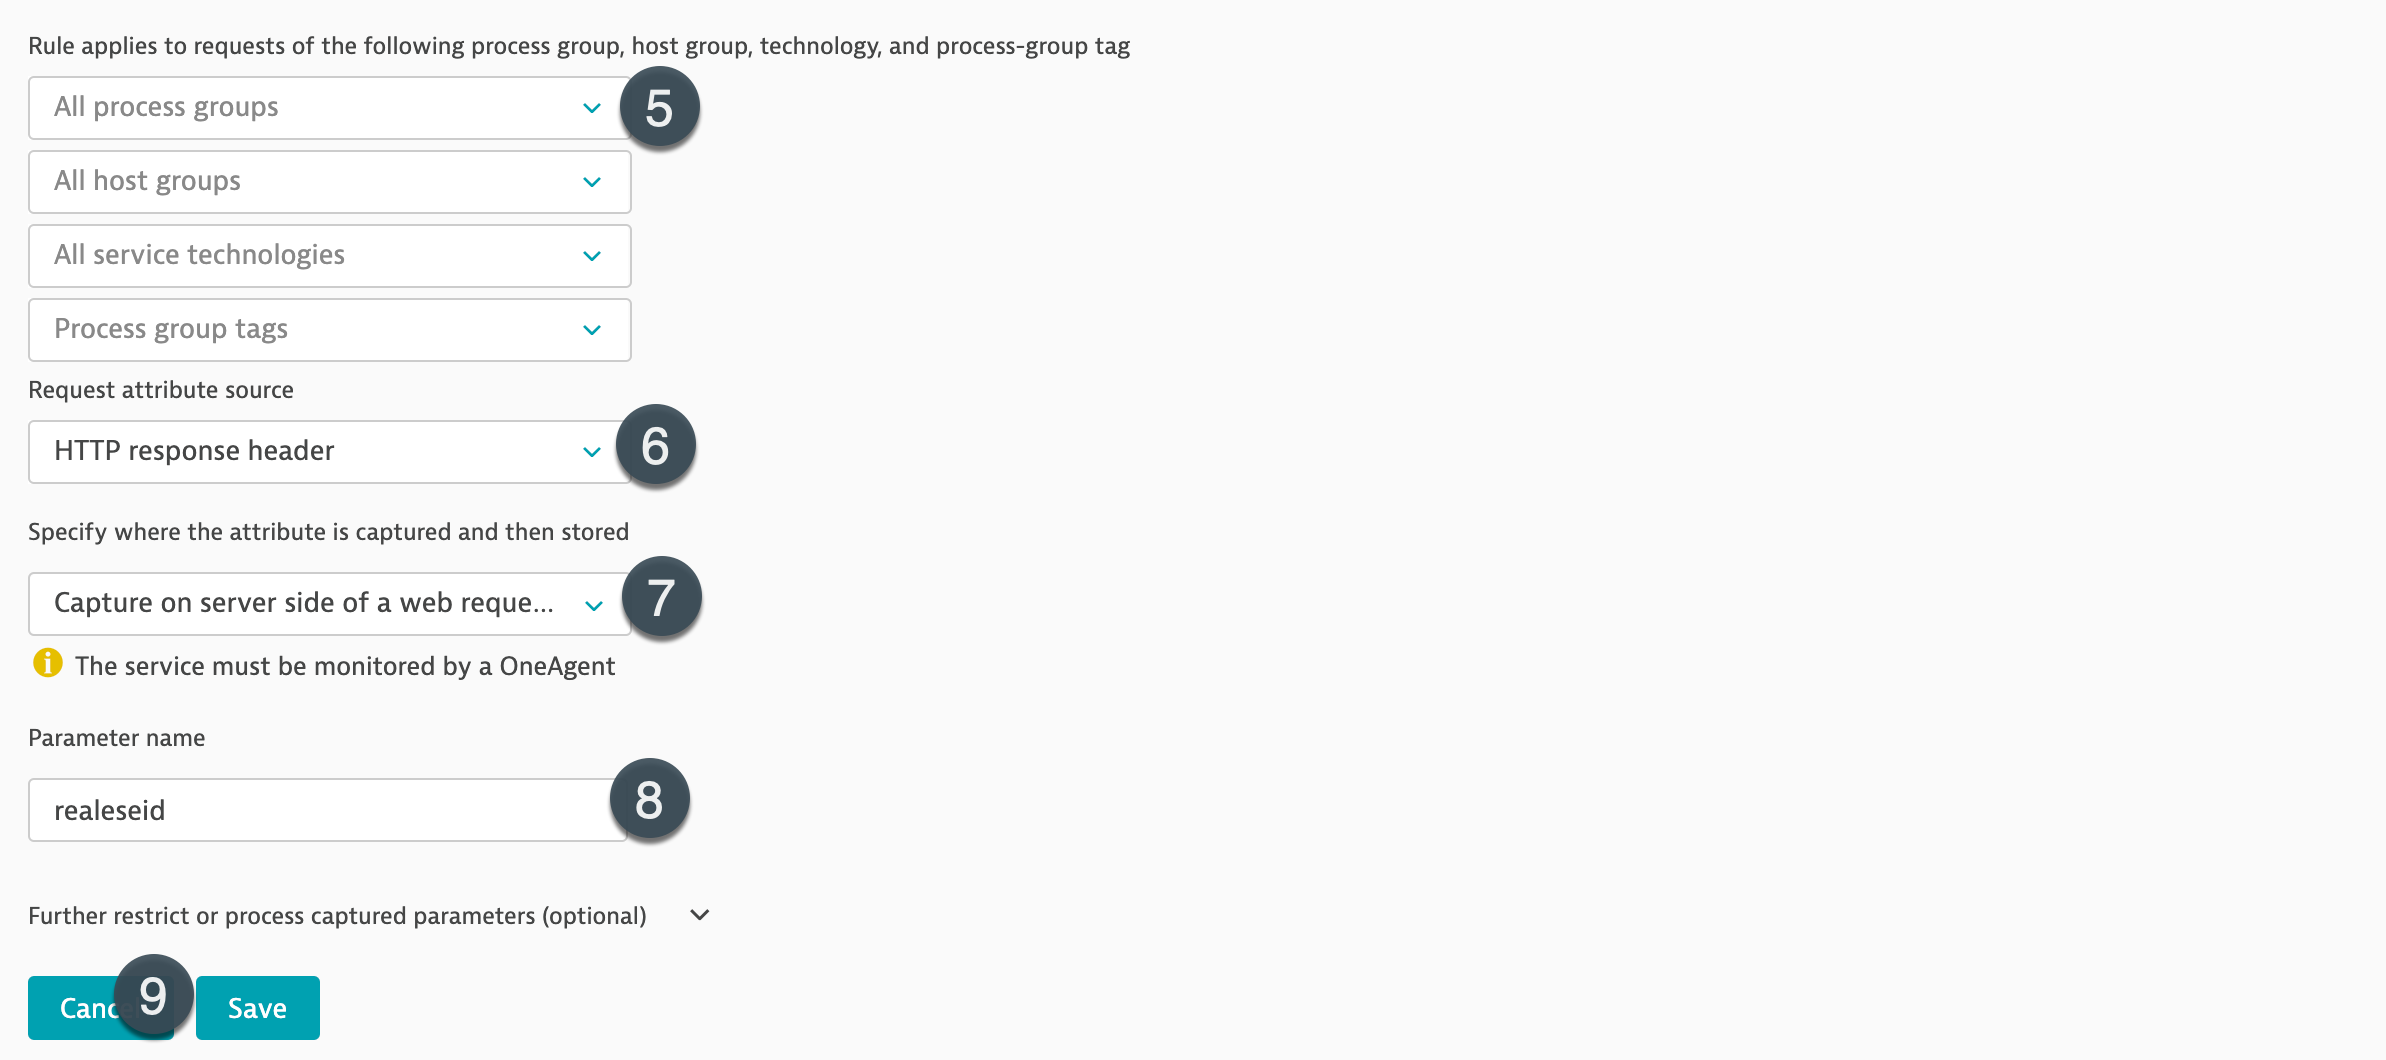 Rule applies to requests of the following process group, host group, technology, and process-group tag
All process groups
5
All host groups
All service technologies
Process group tags
Request attribute source
HTTP response header
6
Specify where the attribute is captured and then stored
Capture on server side of a web reque...
7
The service must be monitored by a OneAgent
Parameter name
realeseid
8
Further restrict or process captured parameters (optional)
Cancel 9 Save